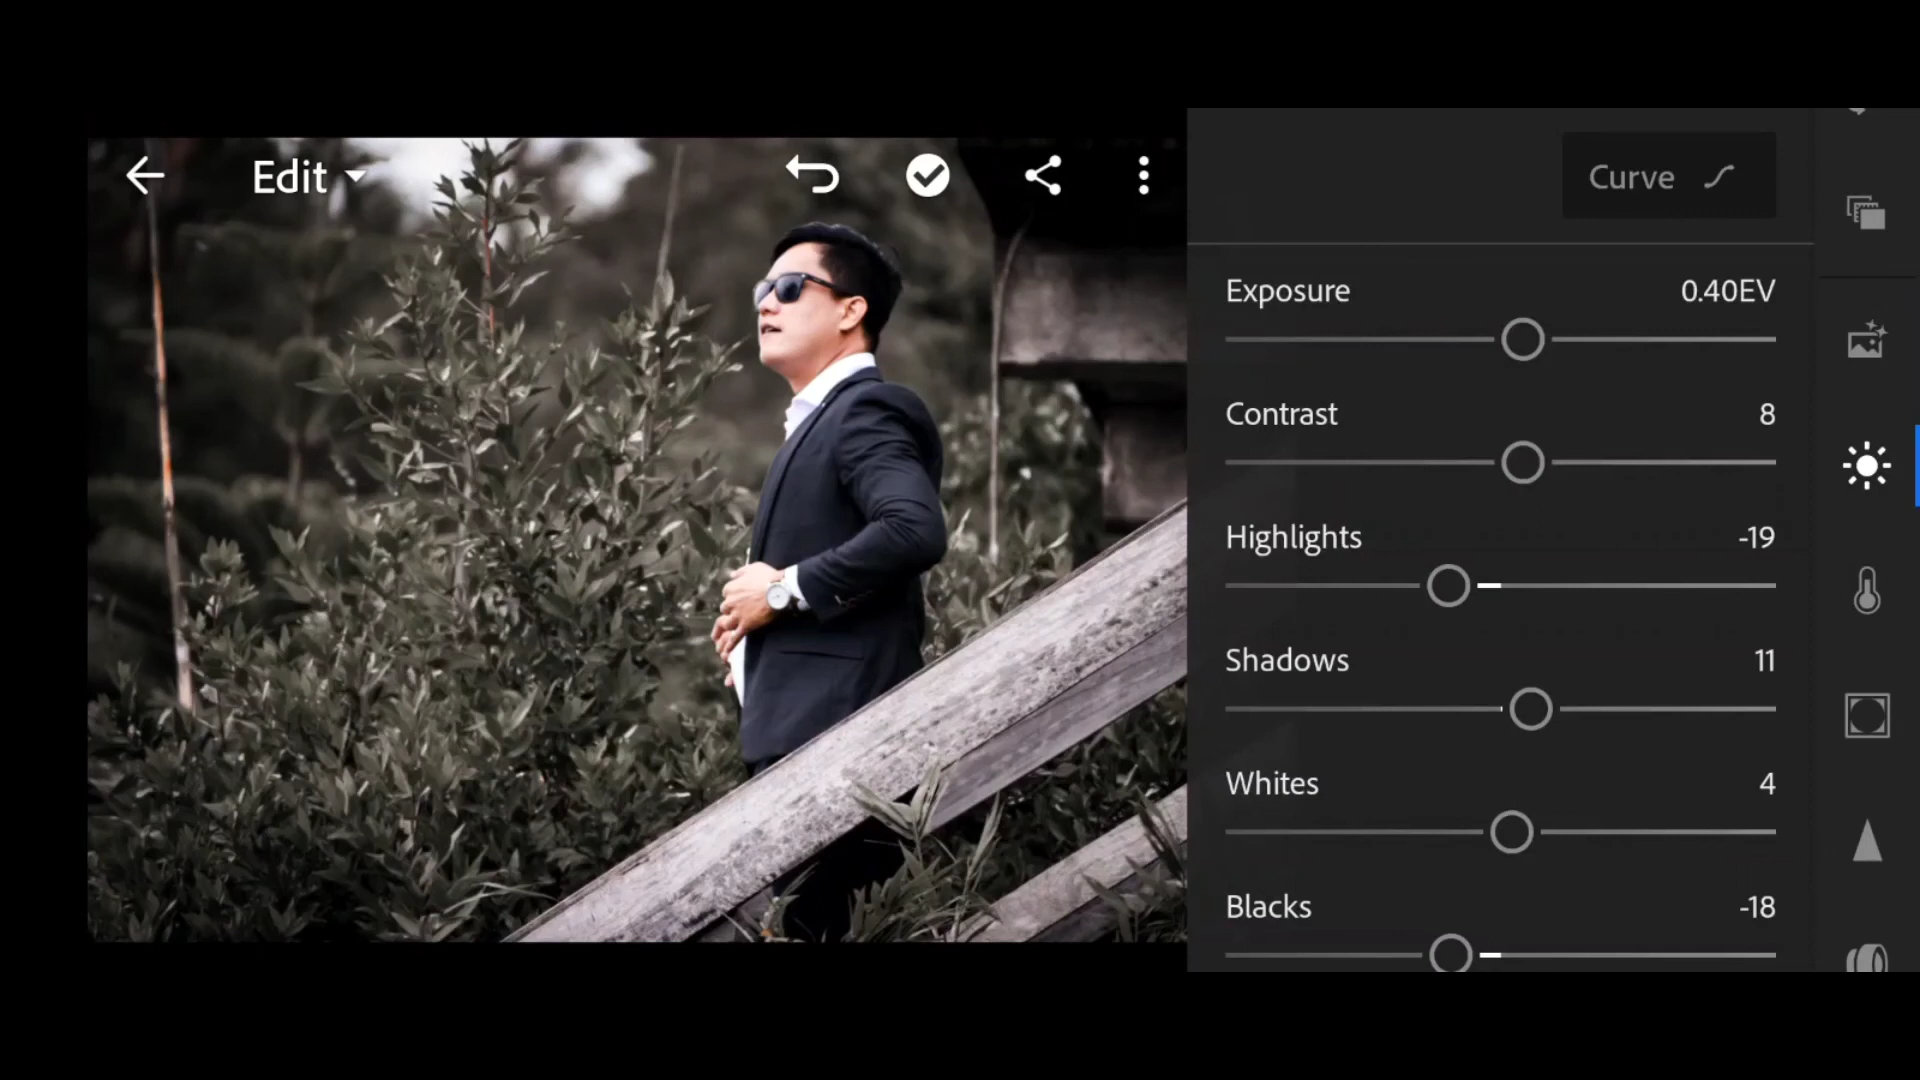 Edit
Curve
Exposure 0.40EV
Contrast 8
Highlights -19
Shadows 11
Whites 4
Blacks -18